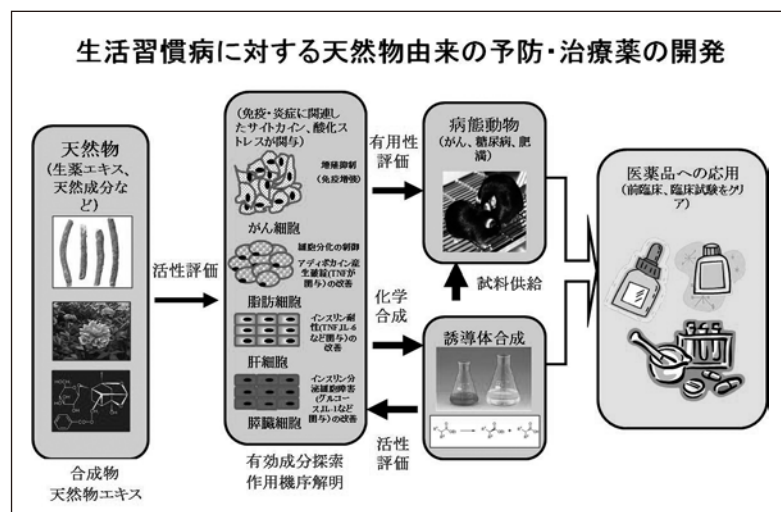 生活習慣病に対する天然物由来の予防・治療薬の開発
天然物
(生薬エキス、
天然成分な
ど)
合成物
天然物エキス
活性評価
(免疫・炎症に関連し
たサイトカイン、酸化ス
トレスが関与)
増殖抑制
(免疫増強)
がん細胞
細胞分化の制御
アディポカイン産
生破綻(TNFが
関与)の改善
脂肪細胞
インスリン耐
性(TNF,IL-6
など関与)の
改善
肝細胞
インスリン分
泌細胞障害
(グルコー
ス,IL-1など
関与)の改善
膵臓細胞
有効成分探索
作用機序解明
有用性
評価
化学
合成
活性
評価
病態動物
(がん、糖尿病、肥
満)
試料供給
誘導体合成
医薬品への応用
(前臨床、臨床試験をクリ
ア)